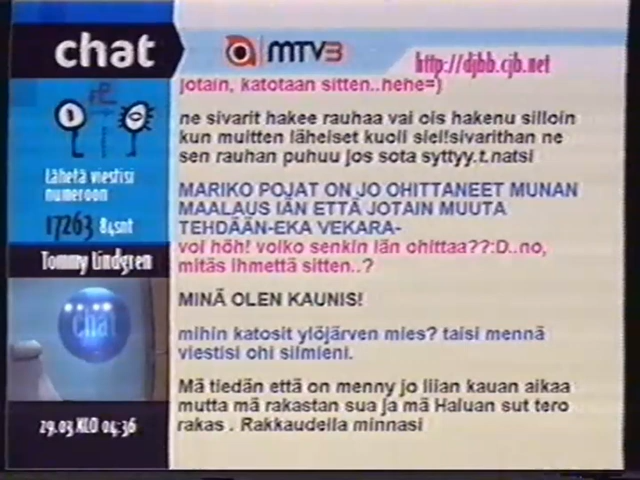 chat
MTV3
http://djbb.cjb.net
Lähetä viestisi
numeroon
17263 84snt
Tommy Lindgren
chat
29.03.KLO 04:36
jotain, katotaan sitten..hehe=)
ne sivarit hakee rauhaa vai ois hakenu silloin
kun muitten läheiset kuoli siel!sivarithan ne
sen rauhan puhuu jos sota syttyy.t.natsi
MARIKO POJAT ON JO OHITTANEET MUNAN
MAALAUS IÄN ETTÄ JOTAIN MUUTA
TEHDÄÄN-EKA VEKARA-
voi höh! voiko senkin iän ohittaa??:D..no,
mitäs ihmettä sitten..?
MINÄ OLEN KAUNIS!
mihin katosit ylöjärven mies? taisi mennä
viestisi ohi silmieni.
Mä tiedän että on menny jo liian kauan aikaa
mutta mä rakastan sua ja mä Haluan sut tero
rakas . Rakkaudella minnasi